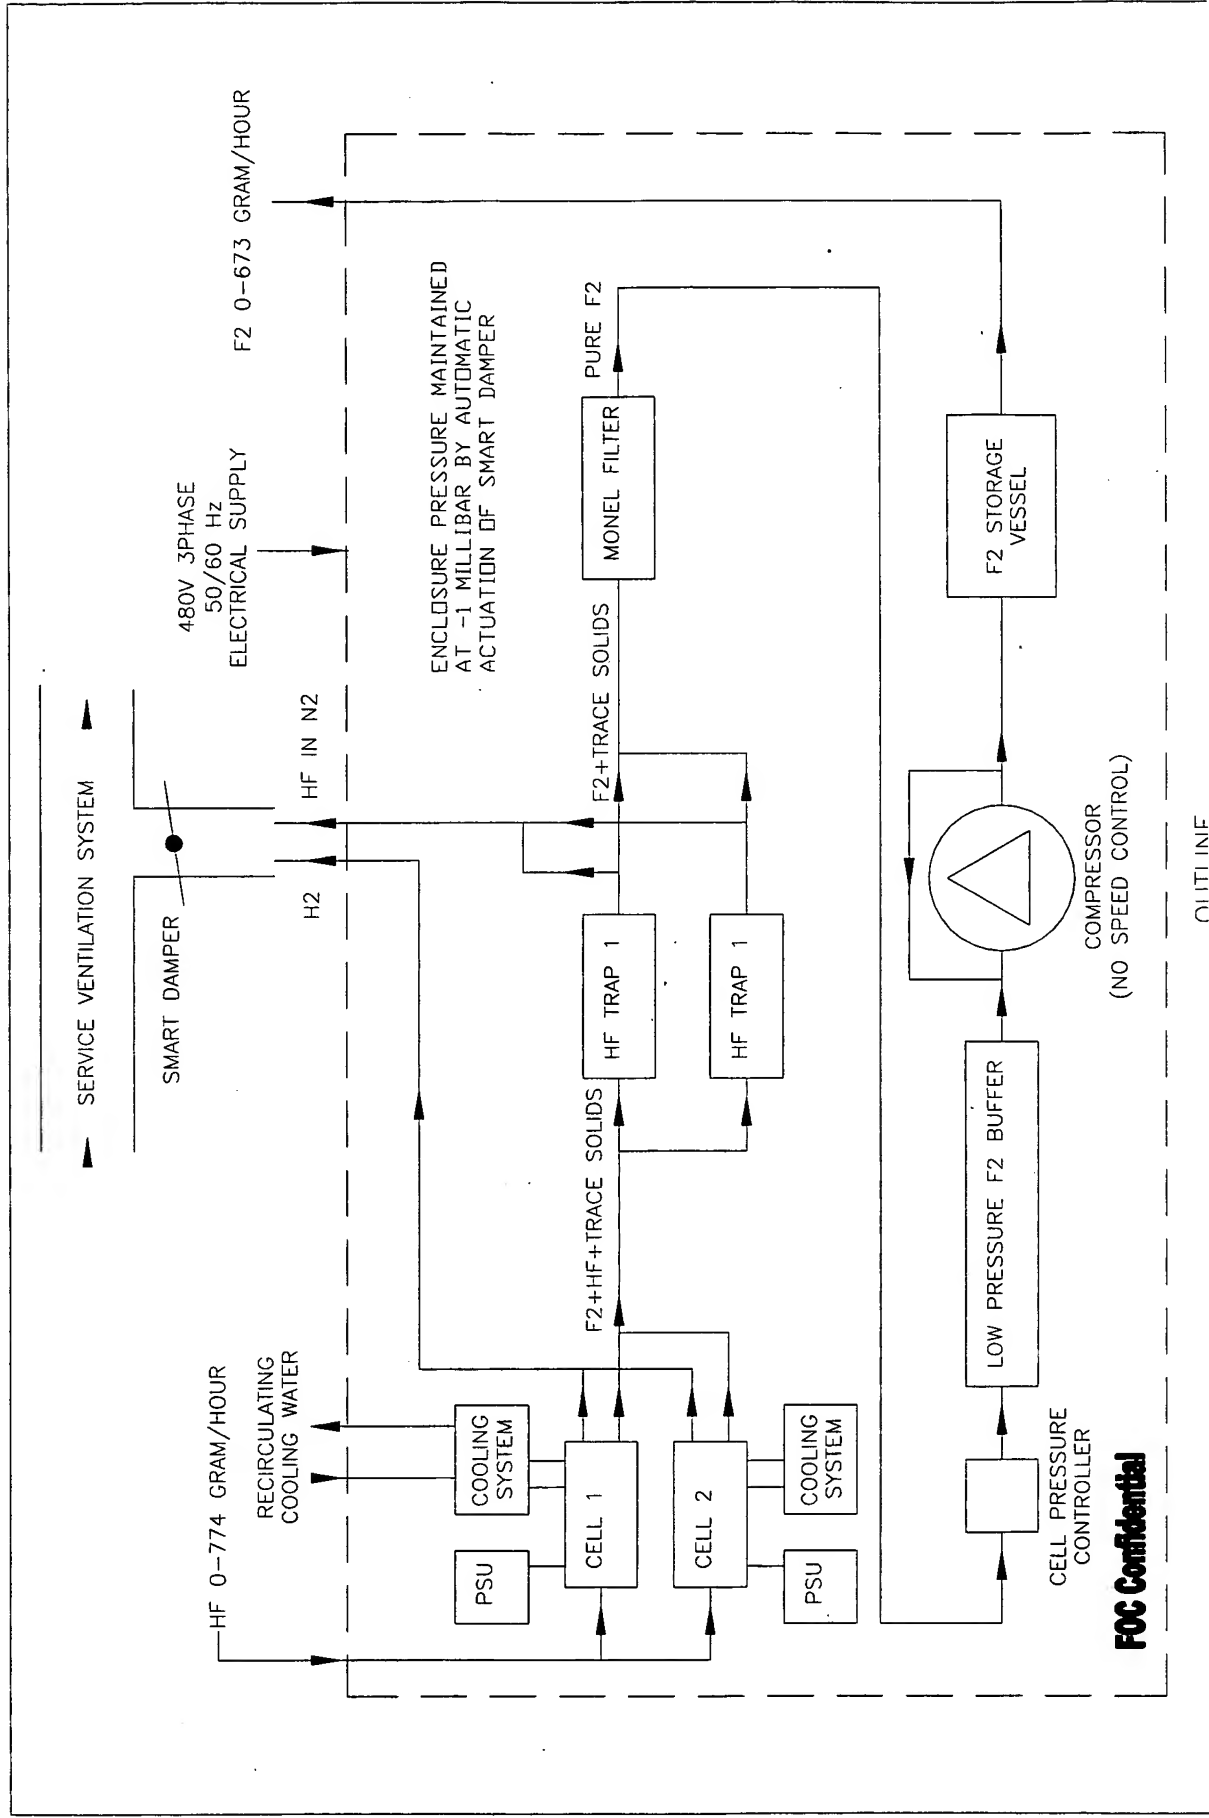 SERVICE VENTILATION SYSTEM
SMART DAMPER
H2
HF IN N2
480V 3PHASE
50/60 Hz
ELECTRICAL SUPPLY
F2 0-673 GRAM/HOUR
HF 0-774 GRAM/HOUR
RECIRCULATING
COOLING WATER
ENCLOSURE PRESSURE MAINTAINED
AT -1 MILLIBAR BY AUTOMATIC
ACTUATION OF SMART DAMPER
PSU
COOLING
SYSTEM
CELL 1
CELL 2
PSU
COOLING
SYSTEM
F2+HF+TRACE SOLIDS
HF TRAP 1
HF TRAP 1
F2+TRACE SOLIDS
MONEL FILTER
PURE F2
CELL PRESSURE
CONTROLLER
LOW PRESSURE F2 BUFFER
COMPRESSOR
(NO SPEED CONTROL)
F2 STORAGE
VESSEL
FOC Confidential
OUTLINE